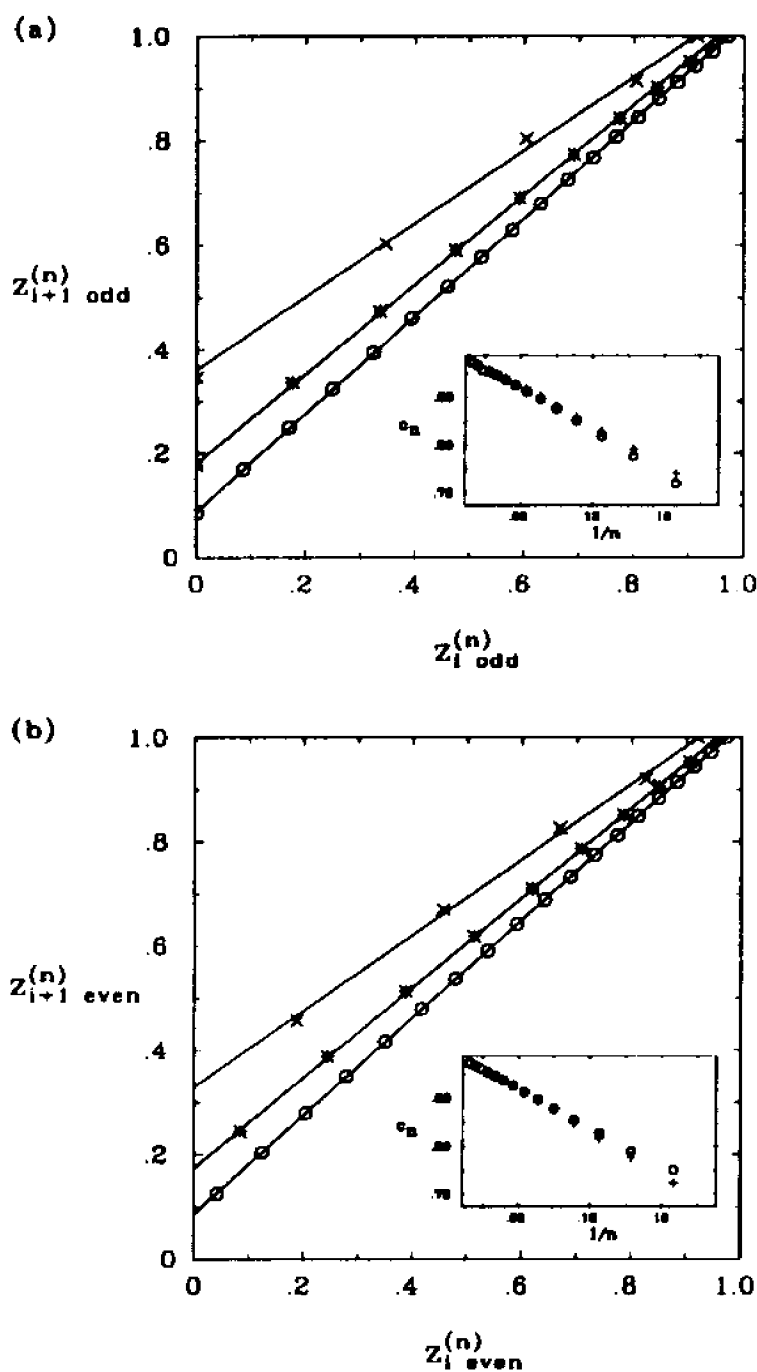 (a)
1.0
.8
.6
.4
.2
0
0 .2 .4 .6 .8 1.0
Z(n) i+1 odd
Z(n) i odd
cn
.70
1/n
(b)
1.0
.8
.6
.4
.2
0
0 .2 .4 .6 .8 1.0
Z(n) i+1 even
Z(n) i even
cn
.70
1/n